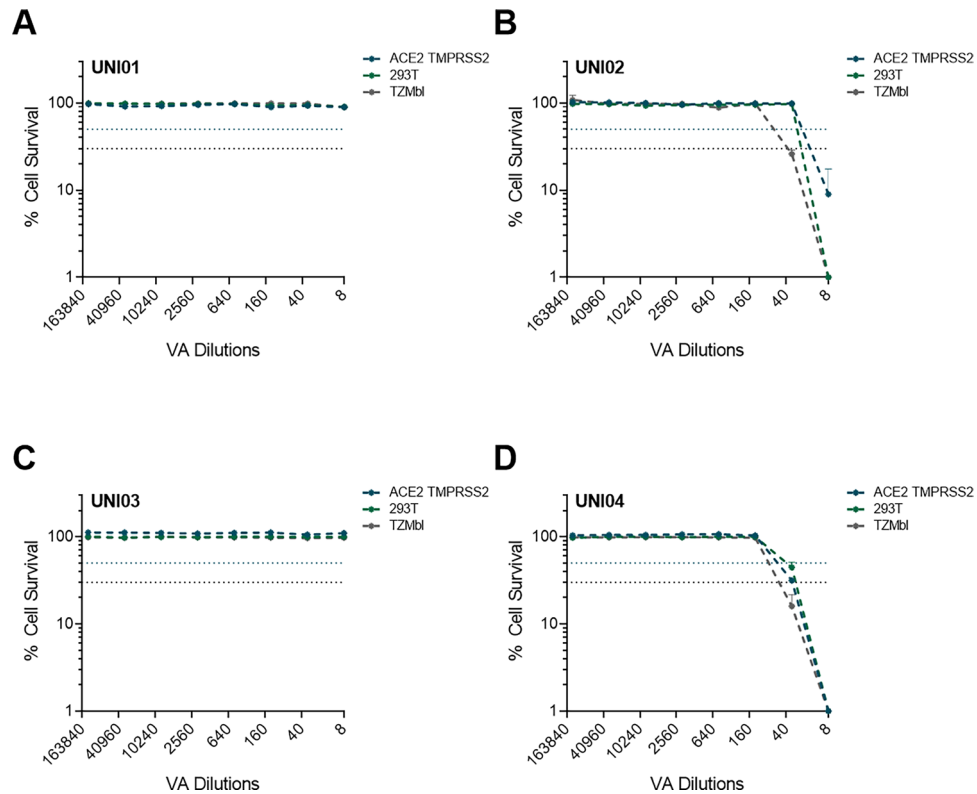 A
UNI01
ACE2 TMPRSS2
293T
TZMbl
% Cell Survival
100
10
1
163840
40960
10240
2560
640
160
40
8
VA Dilutions
B
UNI02
ACE2 TMPRSS2
293T
TZMbl
% Cell Survival
100
10
1
163840
40960
10240
2560
640
160
40
8
VA Dilutions
C
UNI03
ACE2 TMPRSS2
293T
TZMbl
% Cell Survival
100
10
1
163840
40960
10240
2560
640
160
40
8
VA Dilutions
D
UNI04
ACE2 TMPRSS2
293T
TZMbl
% Cell Survival
100
10
1
163840
40960
10240
2560
640
160
40
8
VA Dilutions